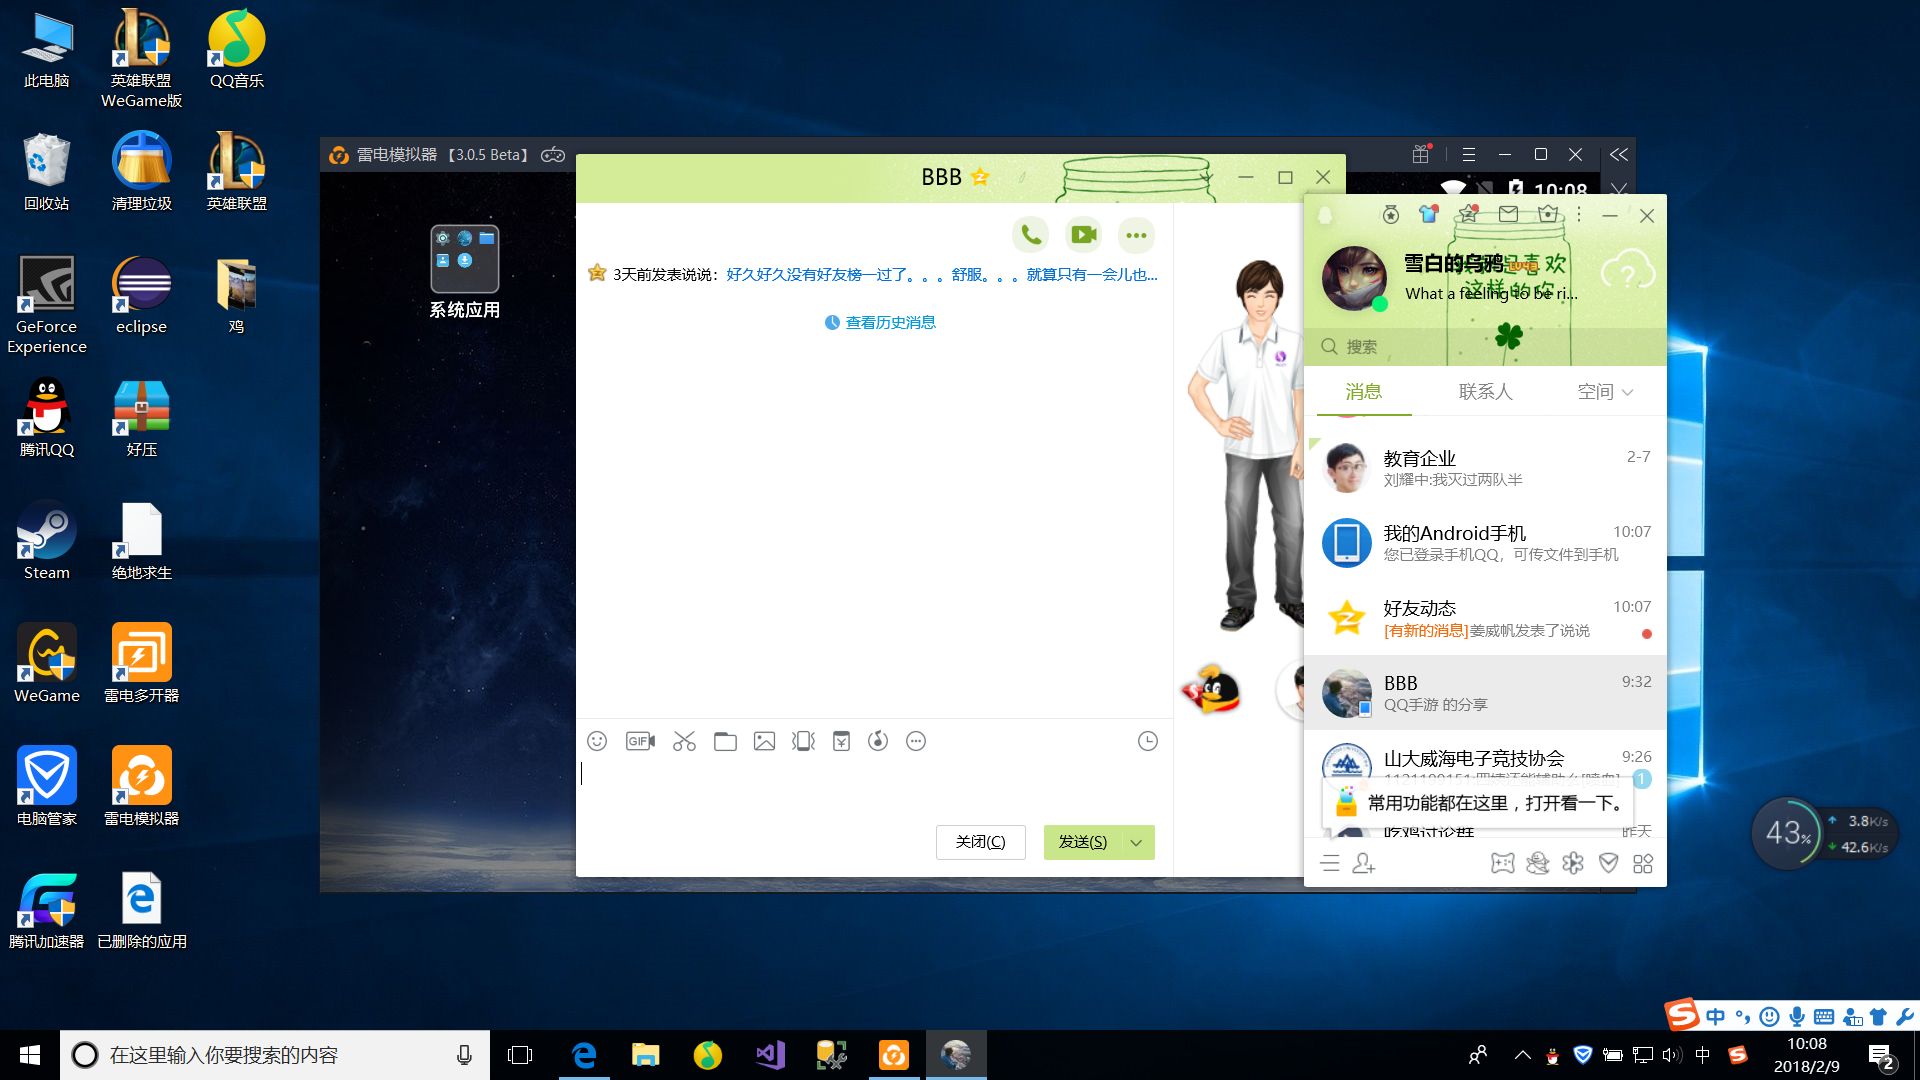 此电脑
英雄联盟
WeGame版
QQ音乐
回收站
清理垃圾
英雄联盟
GeForce
Experience
eclipse
鸡
腾讯QQ
好压
Steam
绝地求生
WeGame
雷电多开器
电脑管家
雷电模拟器
腾讯加速器
已删除的应用
雷电模拟器 【3.0.5 Beta】
10:08
系统应用
BBB
3天前发表说说: 好久好久没有好友榜一过了。。。舒服。。。就算只有一会儿也...
查看历史消息
GIF
关闭(C)
发送(S)
雪白的乌鸦
喜欢
这样的你
What a feeling to be ri...
搜索
消息
联系人
空间
教育企业
2-7
刘耀中:我灭过两队半
我的Android手机
10:07
您已登录手机QQ，可传文件到手机
好友动态
10:07
[有新的消息]姜威帆发表了说说
BBB
9:32
QQ手游 的分享
山大威海电子竞技协会
9:26
1
常用功能都在这里，打开看一下。
吃鸡讨论群
昨天
43%
3.8K/s
42.6K/s
中
在这里输入你要搜索的内容
中
10:08
2018/2/9
2